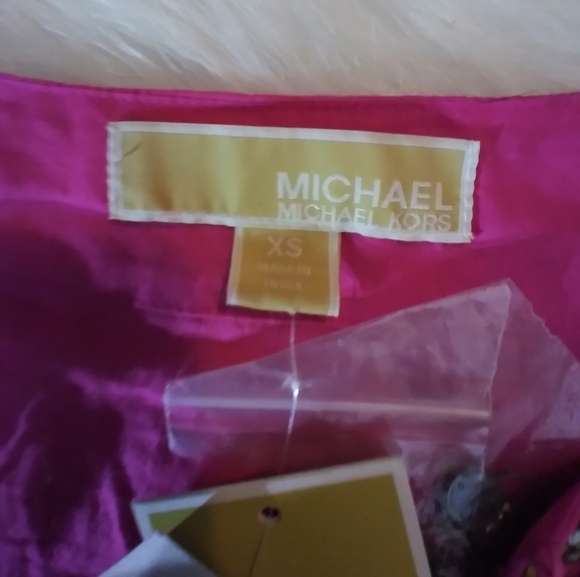 MICHAEL
MICHAEL KORS
XS
MADE IN
INDIA